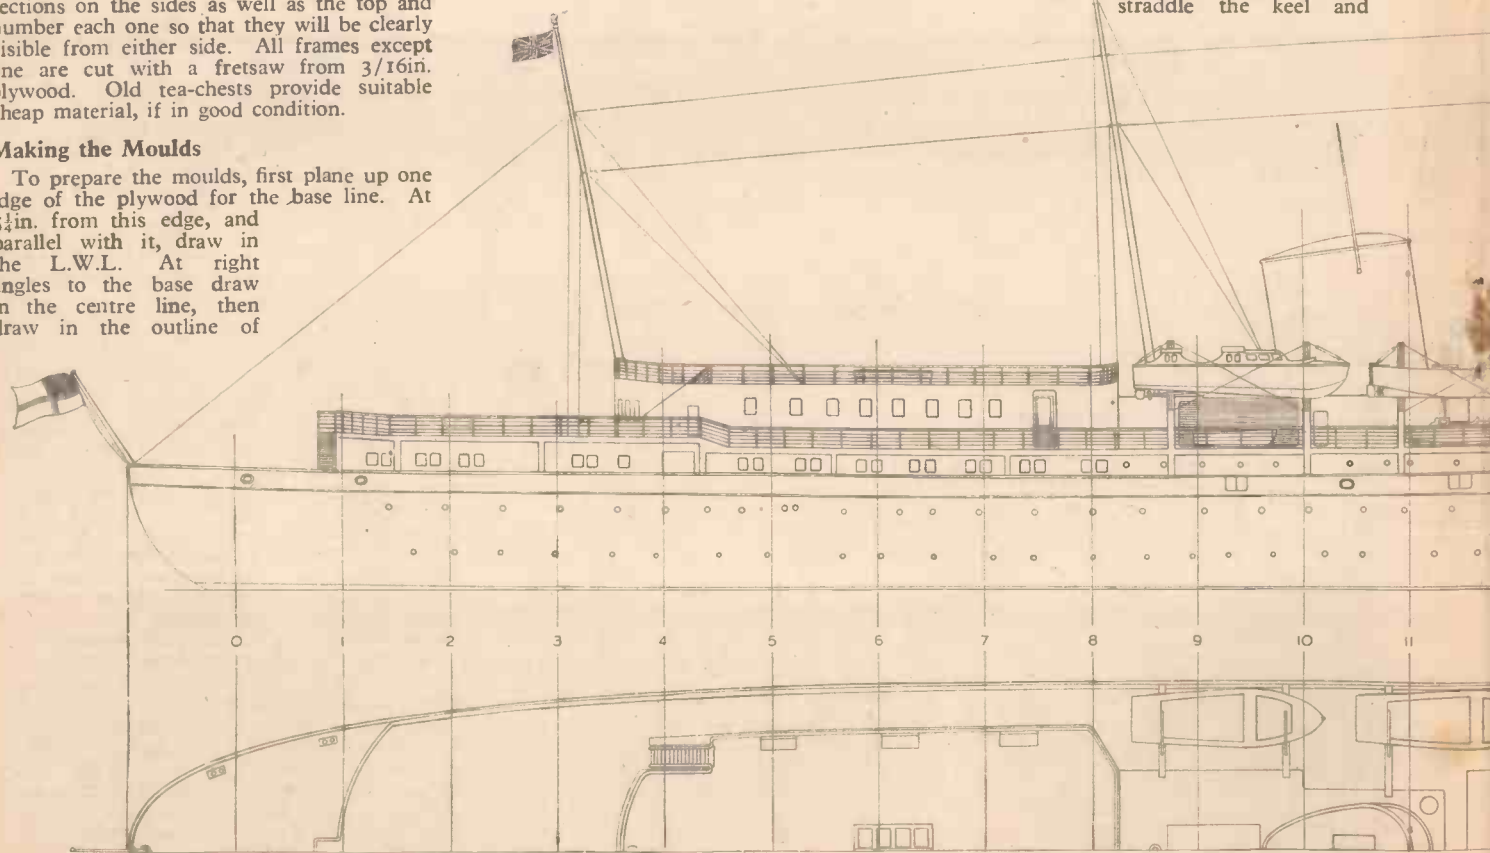 ections on the sides as well as the top and
umber each one so that they will be clearly
isible from either side. All frames except
ne are cut with a fretsaw from 3/16in.
lywood. Old tea-chests provide suitable
heap material, if in good condition.
Making the Moulds
To prepare the moulds, first plane up one
dge of the plywood for the base line. At
¼in. from this edge, and
parallel with it, draw in
he L.W.L. At right
ngles to the base draw
n the centre line, then
draw in the outline of
straddle the keel and
0 1 2 3 4 5 6 7 8 9 10 11